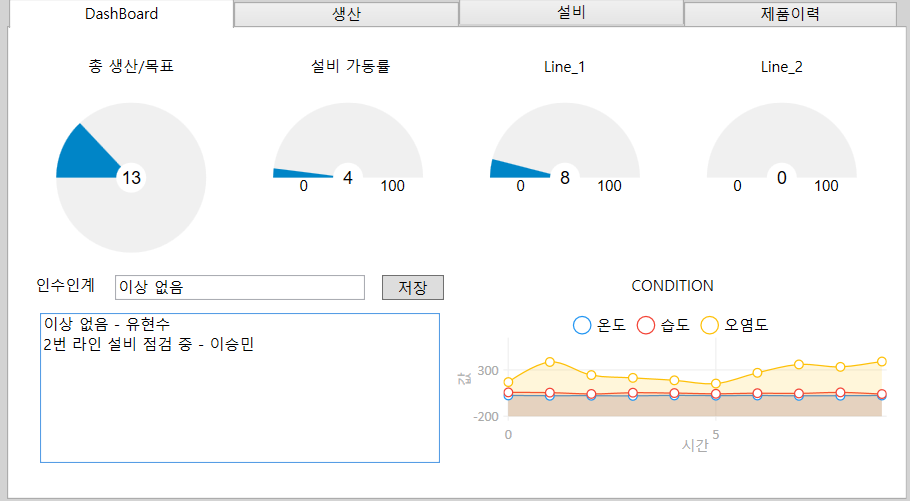 DashBoard 생산 설비 제품이력
총 생산/목표 설비 가동률 Line_1 Line_2
13 4 8 0
0 100 0 100 0 100
인수인계 이상 없음 저장
이상 없음 - 유현수
2번 라인 설비 점검 중 - 이승민
CONDITION
온도 습도 오염도
값
300
-200
0 5
시간